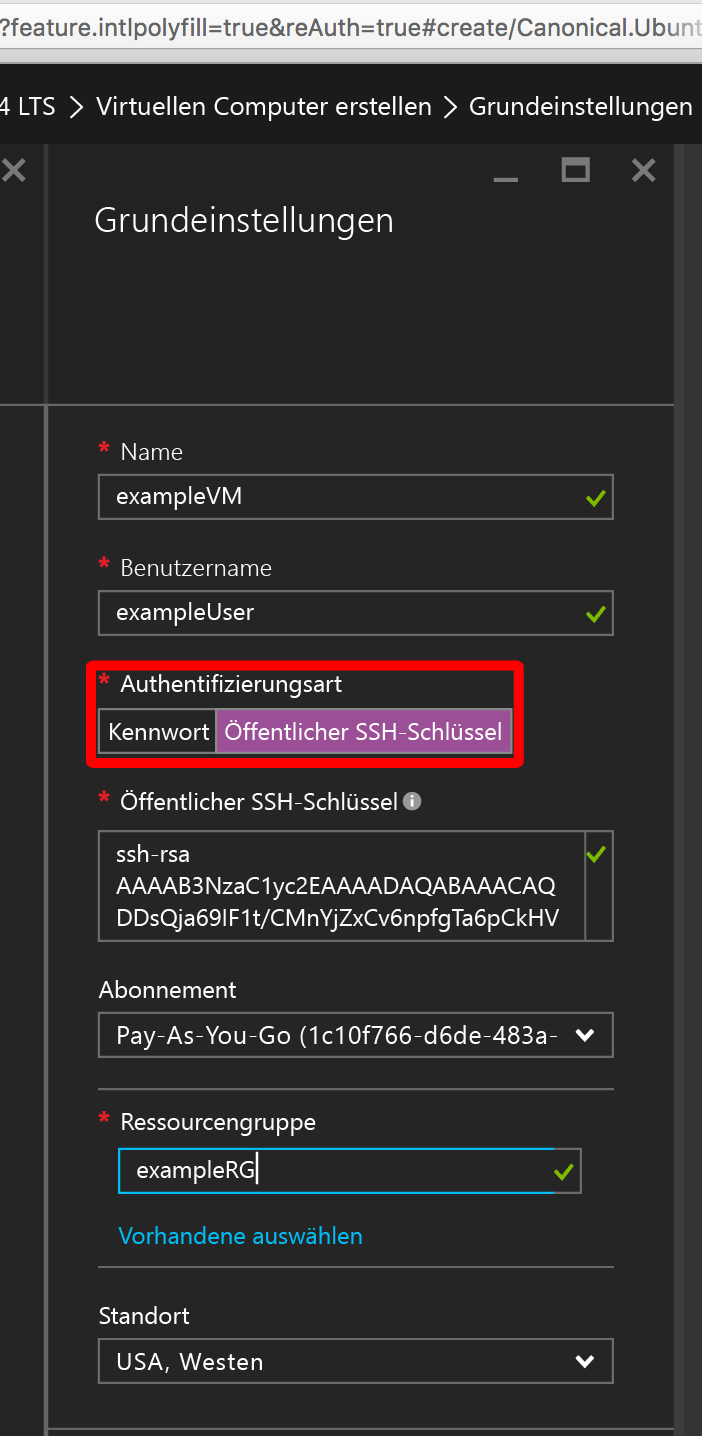 ?feature.intlpolyfill=true&reAuth=true#create/Canonical.Ubunt
4 LTS > Virtuellen Computer erstellen > Grundeinstellungen
Grundeinstellungen
* Name
exampleVM
* Benutzername
exampleUser
* Authentifizierungsart
Kennwort Öffentlicher SSH-Schlüssel
* Öffentlicher SSH-Schlüssel
ssh-rsa
AAAAB3NzaC1yc2EAAAADAQABAAACAQ
DDsQja69IF1t/CMnYjZxCv6npfgTa6pCkHV
Abonnement
Pay-As-You-Go (1c10f766-d6de-483a-
* Ressourcengruppe
exampleRG
Vorhandene auswählen
Standort
USA, Westen